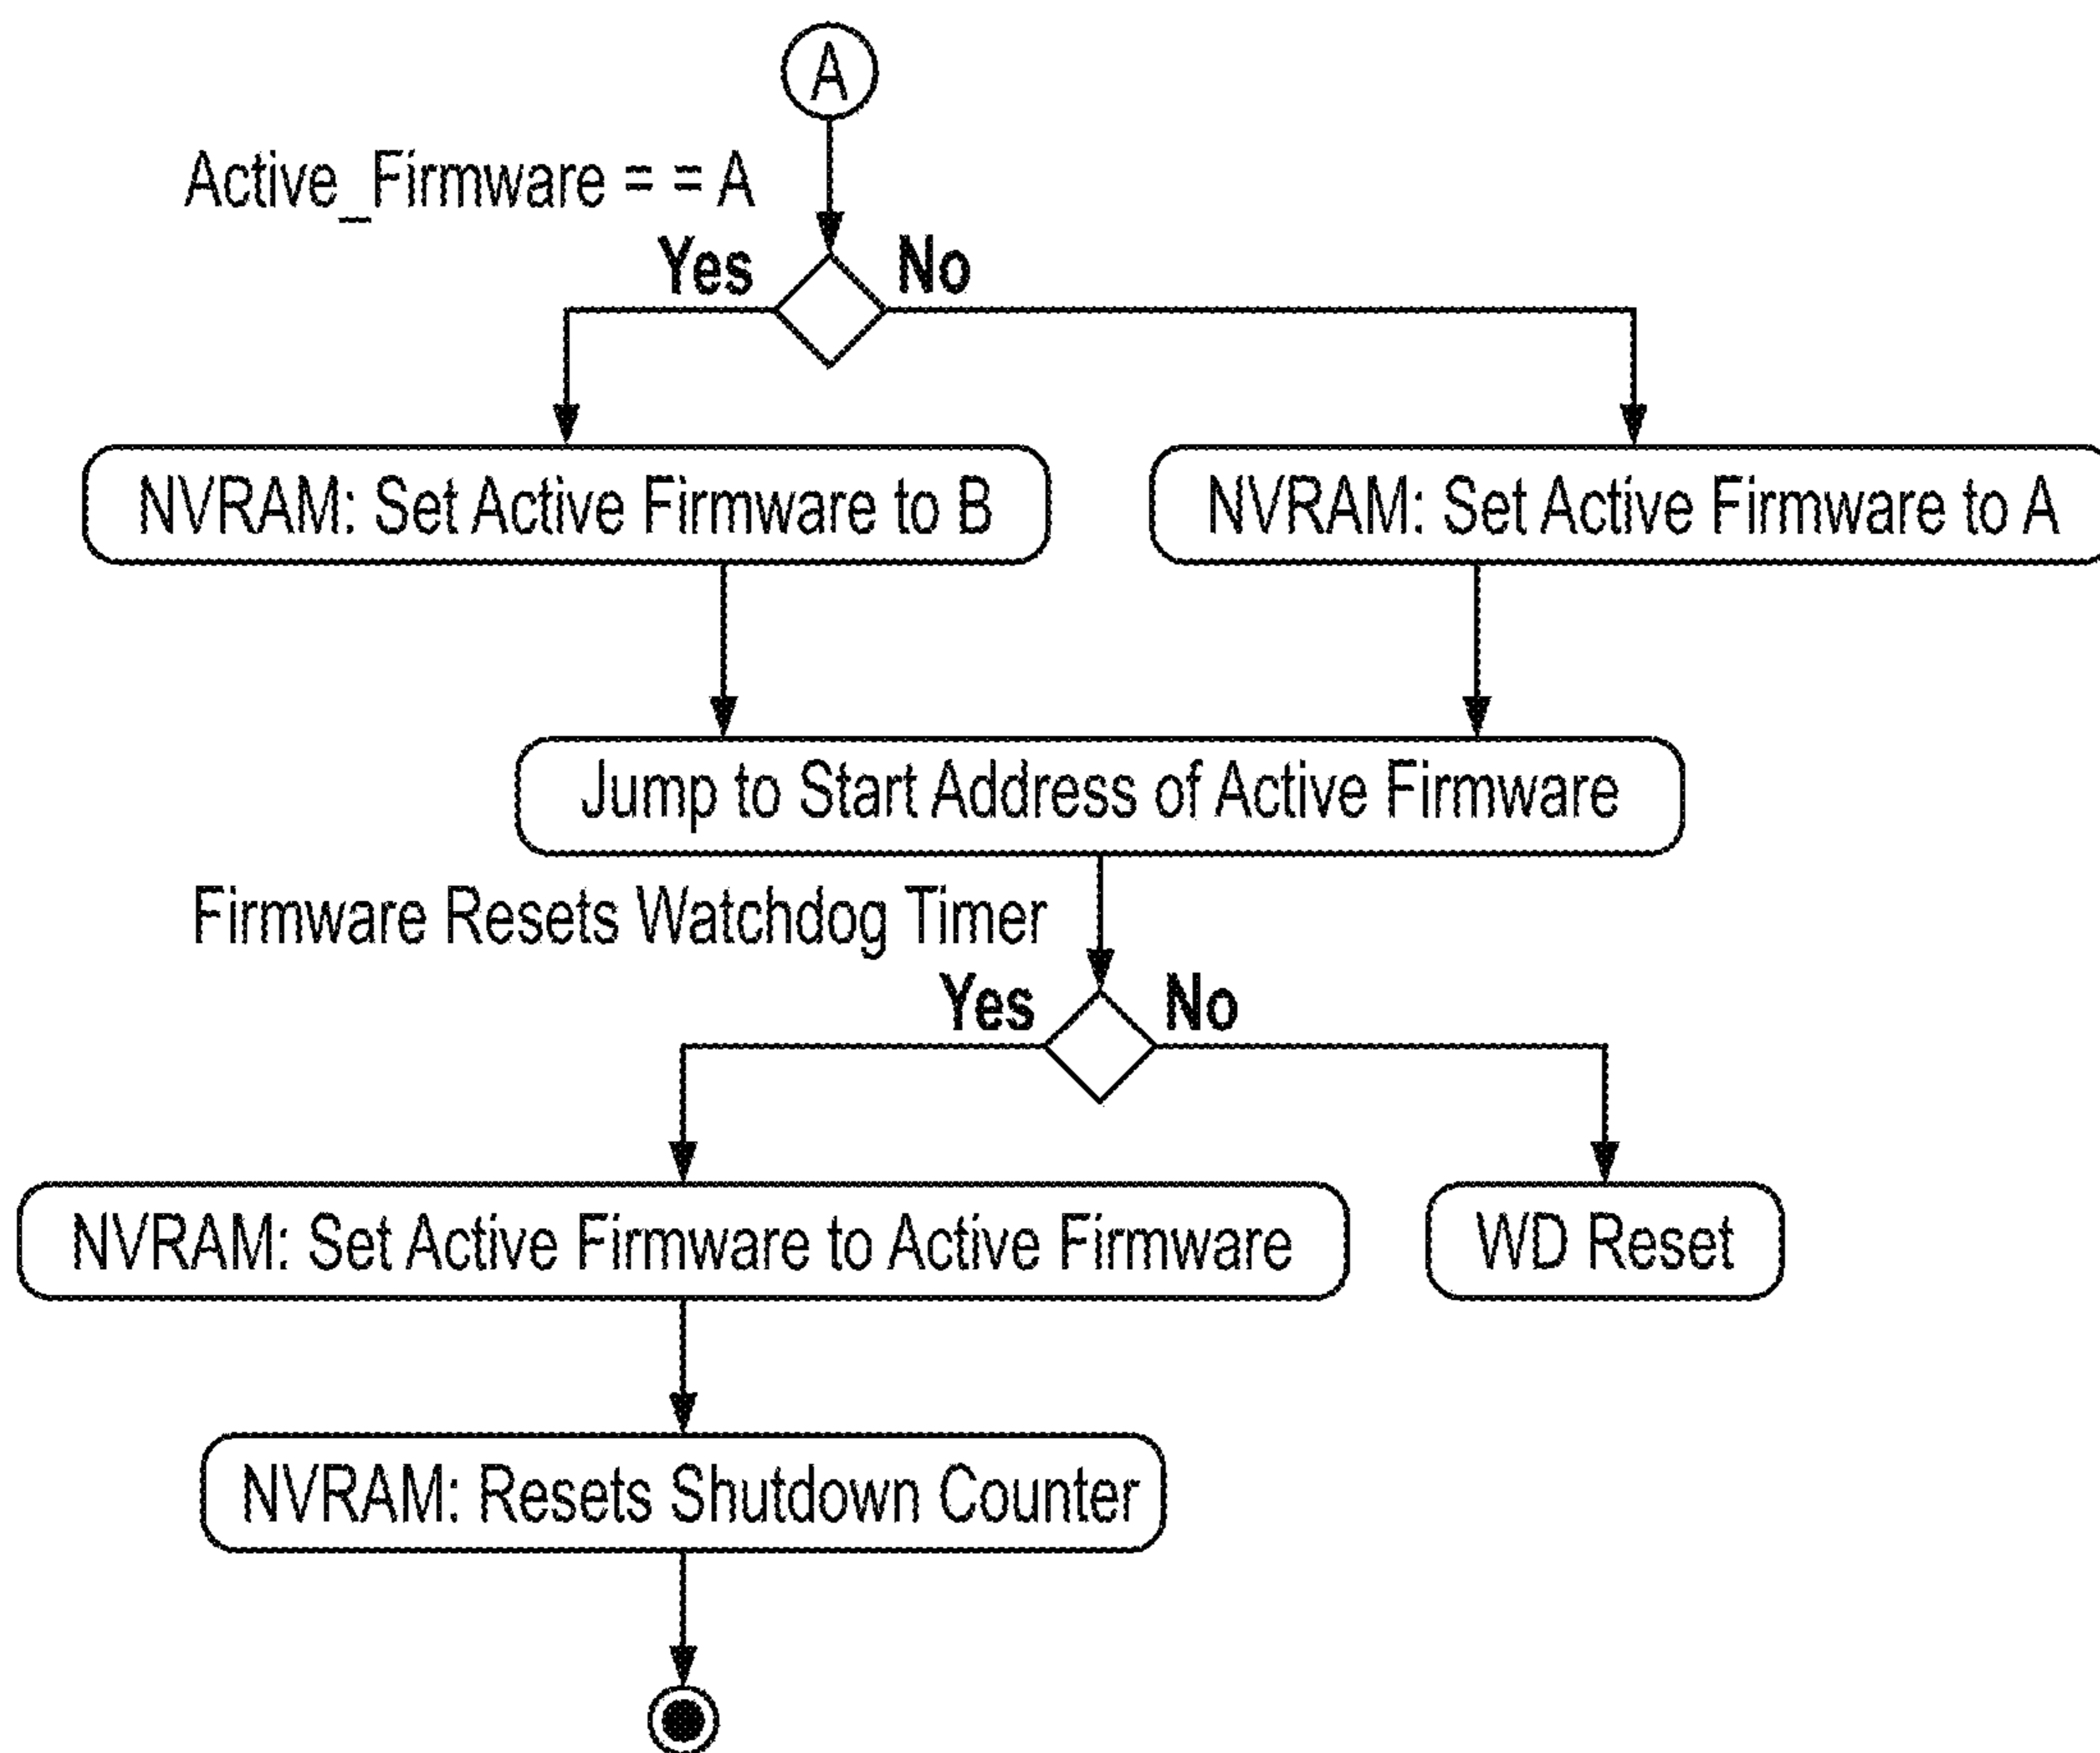 A
Active_Firmware = = A
Yes
No
NVRAM: Set Active Firmware to B
NVRAM: Set Active Firmware to A
Jump to Start Address of Active Firmware
Firmware Resets Watchdog Timer
Yes
No
NVRAM: Set Active Firmware to Active Firmware
WD Reset
NVRAM: Resets Shutdown Counter